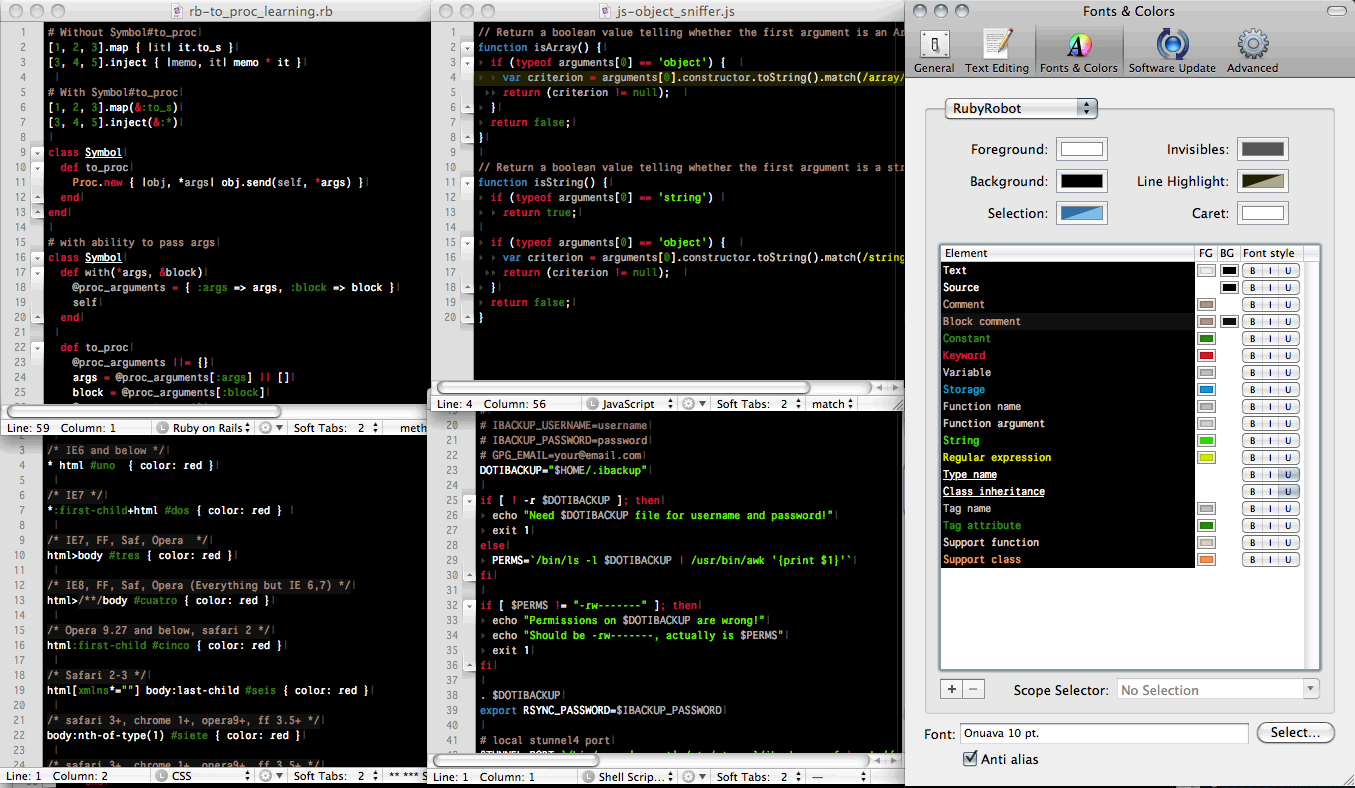 rb-to_proc_learning.rb
1 # Without Symbol#to_proc
2 [1, 2, 3].map { |it| it.to_s }
3 [3, 4, 5].inject { |memo, it| memo * it }
4
5 # With Symbol#to_proc
6 [1, 2, 3].map(&:to_s)
7 [3, 4, 5].inject(&:*)
8
9 class Symbol
10 def to_proc
11 Proc.new { |obj, *args| obj.send(self, *args) }
12 end
13 end
14
15 # with ability to pass args
16 class Symbol
17 def with(*args, &block)
18 @proc_arguments = { :args => args, :block => block }
19 self
20 end
21
22 def to_proc
23 @proc_arguments ||= {}
24 args = @proc_arguments[:args] || []
25 block = @proc_arguments[:block]
Line: 59 Column: 1 L Ruby on Rails Soft Tabs: 2 meth
js-object_sniffer.js
1 // Return a boolean value telling whether the first argument is an Ar
2 function isArray() {
3 if (typeof arguments[0] == 'object') {
4 var criterion = arguments[0].constructor.toString().match(/array/
5 return (criterion != null);
6 }
7 return false;
8 }
9
10 // Return a boolean value telling whether the first argument is a str
11 function isString() {
12 if (typeof arguments[0] == 'string')
13 return true;
14
15 if (typeof arguments[0] == 'object') {
16 var criterion = arguments[0].constructor.toString().match(/string
17 return (criterion != null);
18 }
19 return false;
20 }
Line: 4 Column: 56 L JavaScript Soft Tabs: 2 match
3 /* IE6 and below */
4 * html #uno { color: red }
5
6 /* IE7 */
7 *:first-child+html #dos { color: red }
8
9 /* IE7, FF, Saf, Opera */
10 html>body #tres { color: red }
11
12 /* IE8, FF, Saf, Opera (Everything but IE 6,7) */
13 html>/**/body #cuatro { color: red }
14
15 /* Opera 9.27 and below, safari 2 */
16 html:first-child #cinco { color: red }
17
18 /* Safari 2-3 */
19 html[xmlns*=""] body:last-child #seis { color: red }
20
21 /* safari 3+, chrome 1+, opera9+, ff 3.5+ */
22 body:nth-of-type(1) #siete { color: red }
23
24 /* safari 3+, chrome 1+, opera9+, ff 3.5+ */
Line: 1 Column: 2 L CSS Soft Tabs: 2 ** *** S
#
20 # IBACKUP_USERNAME=username
21 # IBACKUP_PASSWORD=password
22 # GPG_EMAIL=your@email.com
23 DOTIBACKUP="$HOME/.ibackup"
24
25 if [ ! -r $DOTIBACKUP ]; then
26 echo "Need $DOTIBACKUP file for username and password!"
27 exit 1
28 else
29 PERMS=`/bin/ls -l $DOTIBACKUP | /usr/bin/awk '{print $1}'`
30 fi
31
32 if [ $PERMS != "-rw-------" ]; then
33 echo "Permissions on $DOTIBACKUP are wrong!"
34 echo "Should be -rw-------, actually is $PERMS"
35 exit 1
36 fi
37
38 . $DOTIBACKUP
39 export RSYNC_PASSWORD=$IBACKUP_PASSWORD
40
41 # local stunnel4 port
Line: 1 Column: 1 L Shell Scrip... Soft Tabs: 2 —
Fonts & Colors
General Text Editing Fonts & Colors Software Update Advanced
RubyRobot
Foreground: Invisibles:
Background: Line Highlight:
Selection: Caret:
Element FG BG Font style
Text B I U
Source B I U
Comment B I U
Block comment B I U
Constant B I U
Keyword B I U
Variable B I U
Storage B I U
Function name B I U
Function argument B I U
String B I U
Regular expression B I U
Type name B I U
Class inheritance B I U
Tag name B I U
Tag attribute B I U
Support function B I U
Support class B I U
+ − Scope Selector: No Selection
Font: Onuava 10 pt. Select...
Anti alias